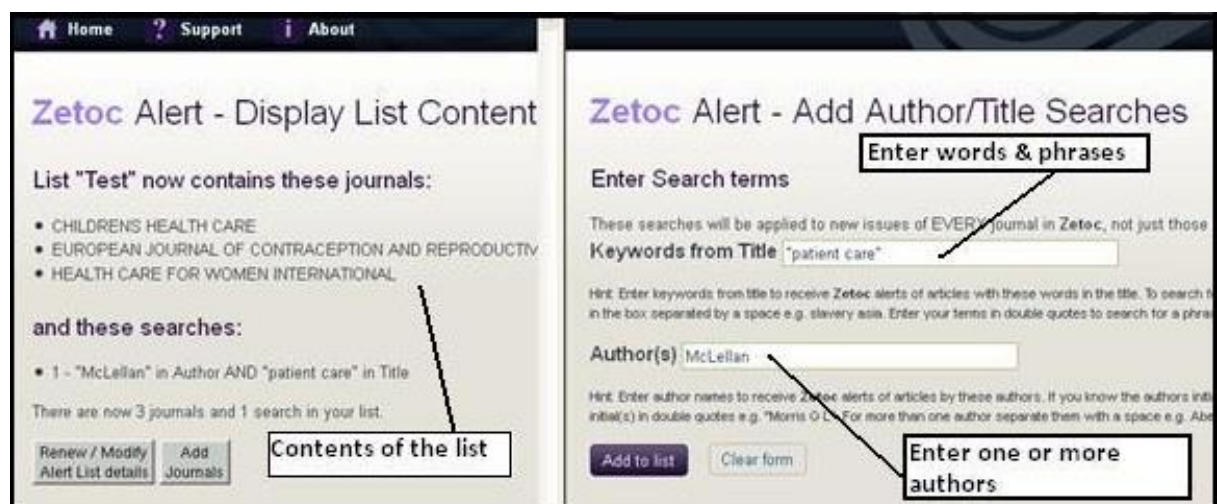 Home ? Support i About
Zetoc Alert - Display List Content
List "Test" now contains these journals:
• CHILDRENS HEALTH CARE
• EUROPEAN JOURNAL OF CONTRACEPTION AND REPRODUCTIV
• HEALTH CARE FOR WOMEN INTERNATIONAL
and these searches:
• 1 - "McLellan" in Author AND "patient care" in Title
There are now 3 journals and 1 search in your list.
Contents of the list
Renew / Modify
Alert List details
Add
Journals
Zetoc Alert - Add Author/Title Searches
Enter words & phrases
Enter Search terms
These searches will be applied to new issues of EVERY journal in Zetoc, not just those
Keywords from Title "patient care"
Hint: Enter keywords from title to receive Zetoc alerts of articles with these words in the title. To search
in the box separated by a space e.g. slavery asia. Enter your terms in double quotes to search for a phra
Author(s) McLellan
Hint: Enter author names to receive Zetoc alerts of articles by these authors. If you know the authors initi
initial(s) in double quotes e.g. "Morris O L". For more than one author separate them with a space e.g. Abe
Add to list Clear form
Enter one or more
authors